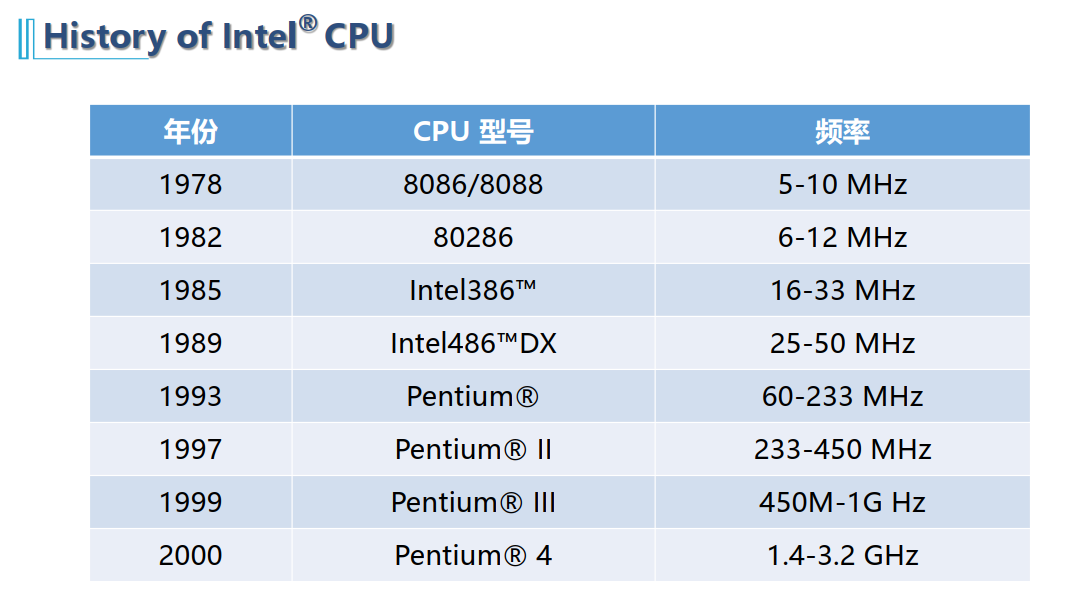 History of Intel® CPU
年份 CPU 型号 频率
1978 8086/8088 5-10 MHz
1982 80286 6-12 MHz
1985 Intel386™ 16-33 MHz
1989 Intel486™DX 25-50 MHz
1993 Pentium® 60-233 MHz
1997 Pentium® II 233-450 MHz
1999 Pentium® III 450M-1G Hz
2000 Pentium® 4 1.4-3.2 GHz